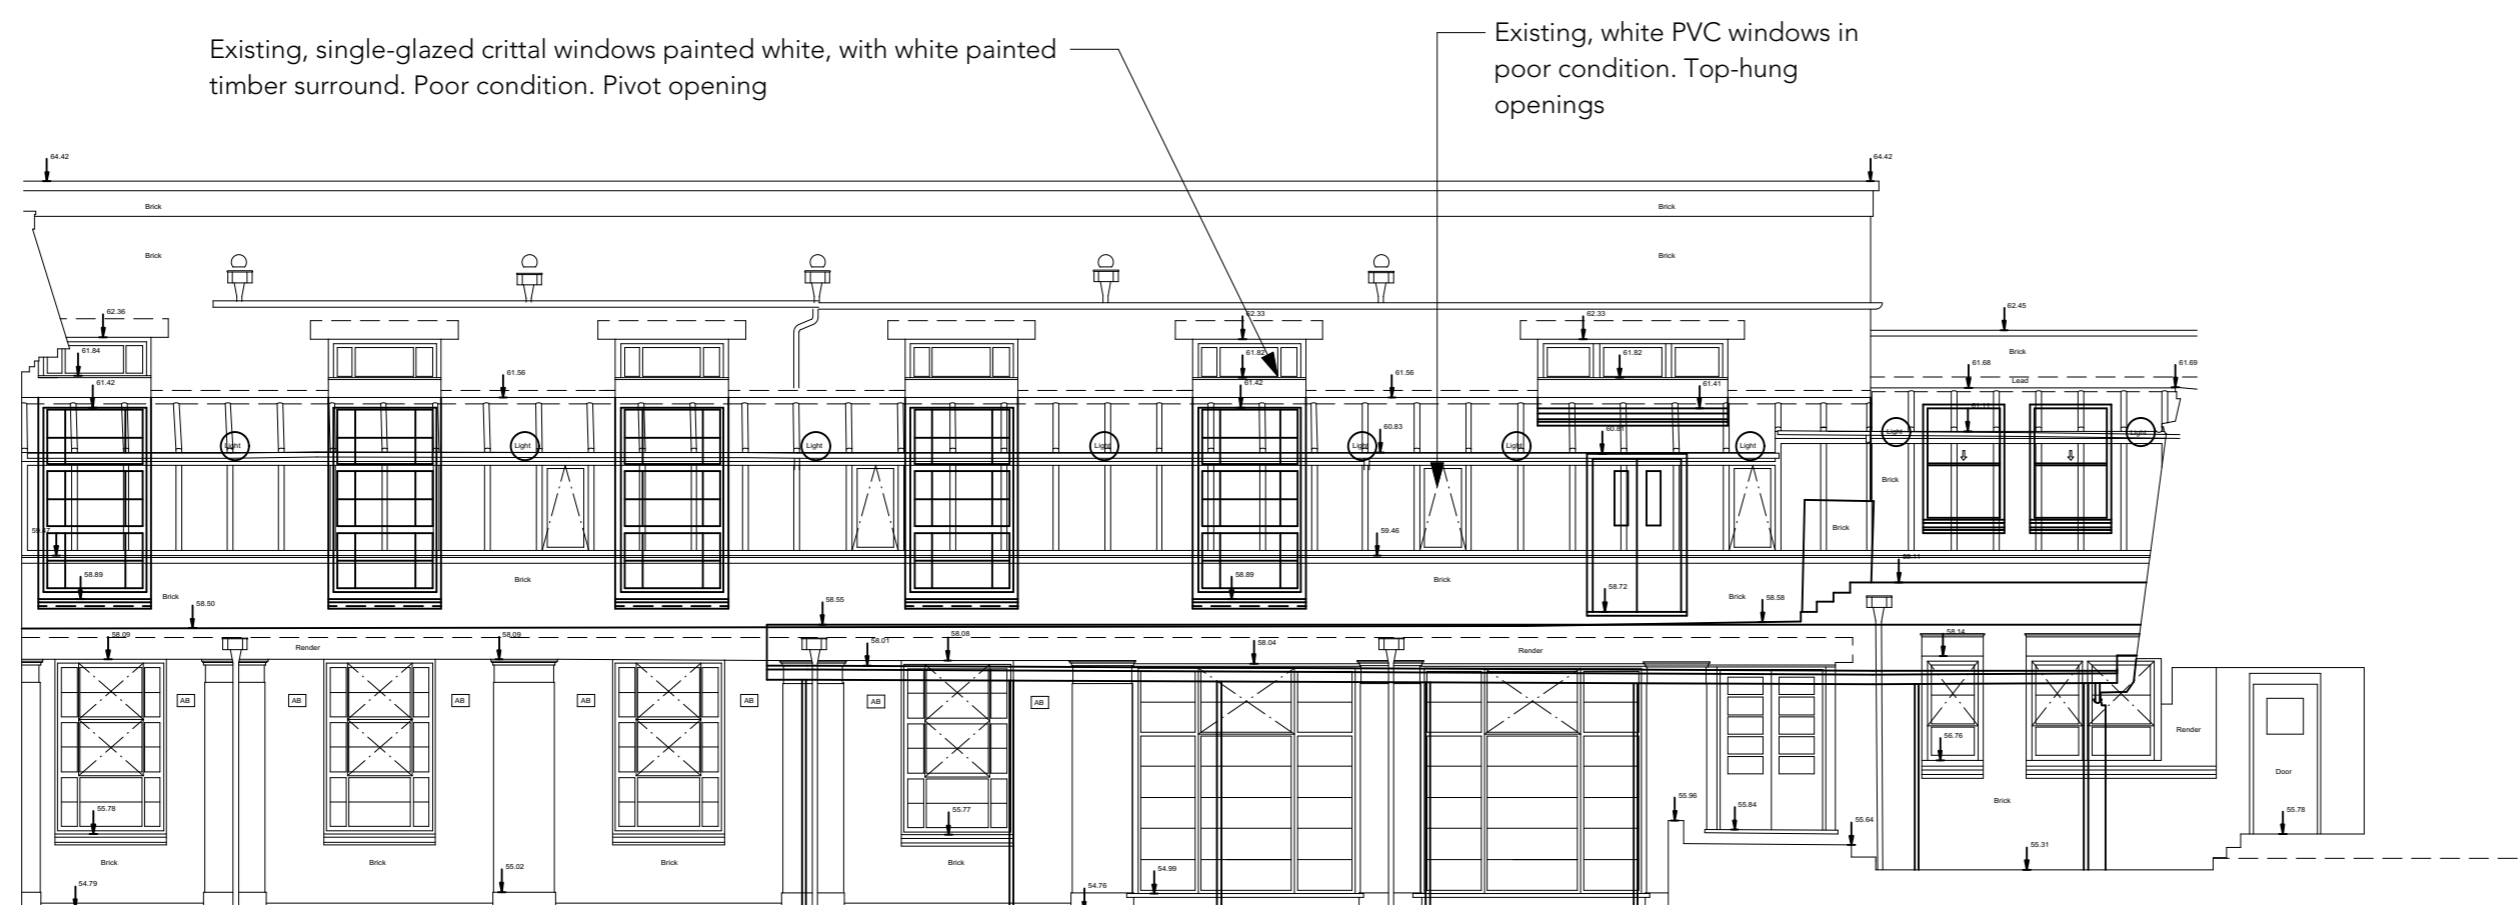 Existing, single-glazed crittal windows painted white, with white painted
timber surround. Poor condition. Pivot opening
Existing, white PVC windows in
poor condition. Top-hung
openings
64.42
64.42
Brick
Brick
Brick
Brick
62.36
62.33
62.33
62.45
61.84
61.82
61.82
Brick
61.42
61.56
61.42
61.56
61.41
61.68
61.69
Lead
Light
Light
Light
Light
Light
60.83
Light
60.81
Light
Light
Light
Brick
59.46
Brick
58.89
Brick
58.89
Brick
58.72
Brick
Brick
58.50
58.55
58.58
58.09
58.09
58.01
58.08
58.04
58.14
Render
Render
AB
AB
AB
AB
AB
AB
AB
Render
56.76
Door
55.78
55.77
55.96
55.84
55.64
Brick
55.78
Brick
Brick
Brick
Brick
55.02
54.99
55.31
54.79
54.76